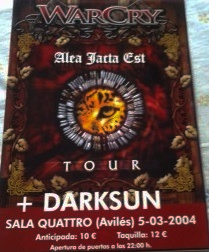 WARCRY
Alea Jacta Est
TOUR
+ DARKSUN
SALA QUATTRO (Avilés) 5-03-2004
Anticipada: 10 € Taquilla: 12 €
Apertura de puertas a las 22:00 h.